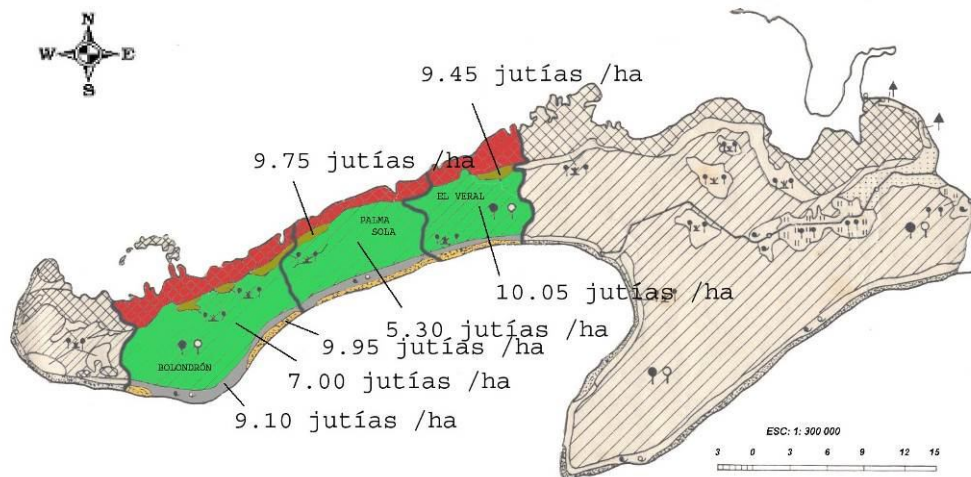 N
W E
S
9.45 jutías /ha
9.75 jutías /ha
EL VERAL
PALMA
SOLA
10.05 jutías /ha
5.30 jutías /ha
9.95 jutías /ha
BOLONDRÓN
7.00 jutías /ha
9.10 jutías /ha
ESC: 1: 300 000
3 0 3 6 9 12 15